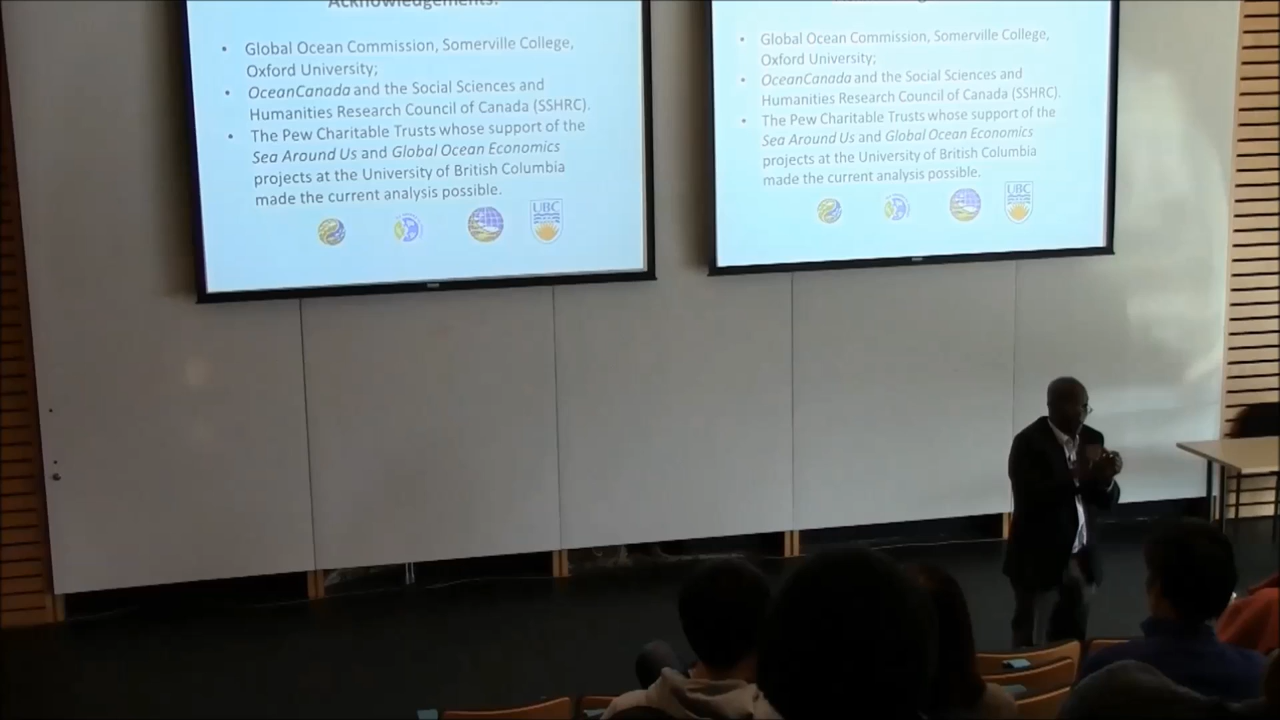 Acknowledgements:
• Global Ocean Commission, Somerville College,
Oxford University;
• OceanCanada and the Social Sciences and
Humanities Research Council of Canada (SSHRC).
• The Pew Charitable Trusts whose support of the
Sea Around Us and Global Ocean Economics
projects at the University of British Columbia
made the current analysis possible.
UBC
• Global Ocean Commission, Somerville College,
Oxford University;
• OceanCanada and the Social Sciences and
Humanities Research Council of Canada (SSHRC).
• The Pew Charitable Trusts whose support of the
Sea Around Us and Global Ocean Economics
projects at the University of British Columbia
made the current analysis possible.
UBC